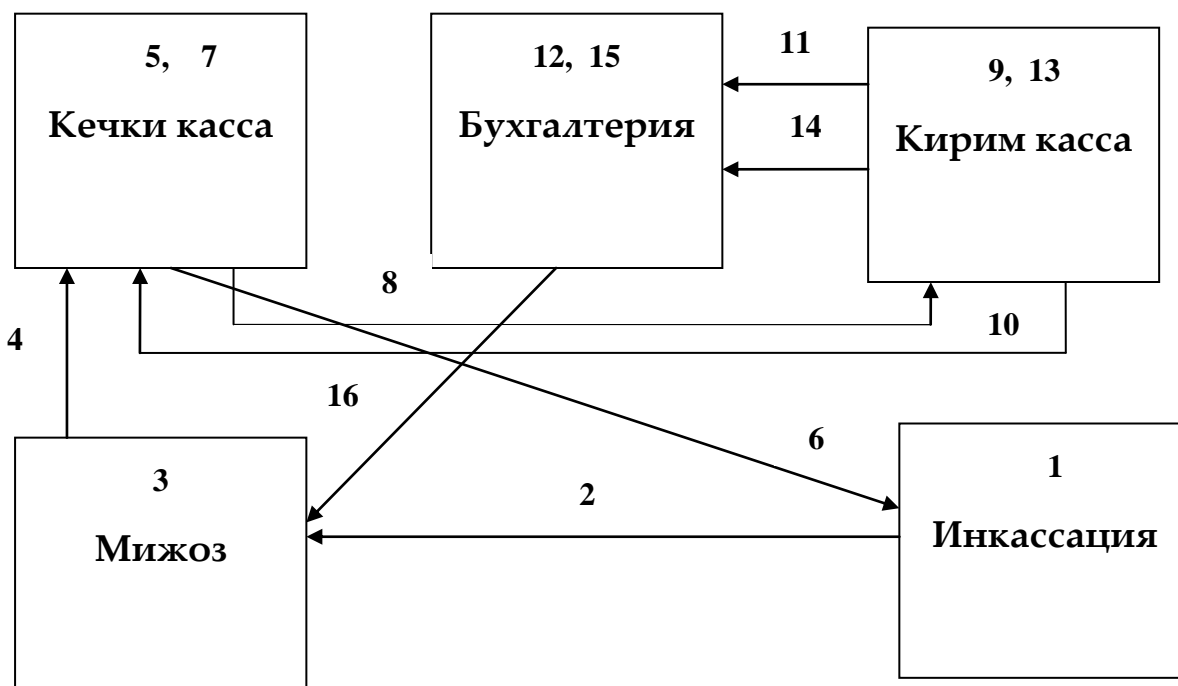 5, 7
Кечки касса
12, 15
Бухгалтерия
11
14
9, 13
Кирим касса
8
10
4
16
6
2
3
Мижоз
1
Инкассация